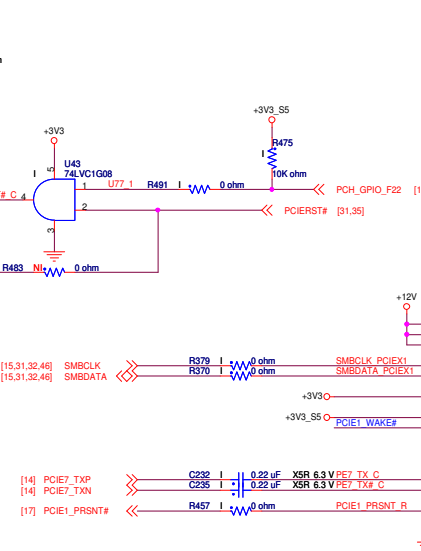 +3V3_S5
+3V3
R475
I
U43
I
74LVC1G08
10K ohm
5
1
U77_1
R491
I
0 ohm
PCH_GPIO_F22
[1
#_C
4
2
PCIERST#
[31,35]
3
R483
NI
0 ohm
+12V
[15,31,32,46]
SMBCLK
R379
I
0 ohm
SMBCLK_PCIEX1
[15,31,32,46]
SMBDATA
R370
I
0 ohm
SMBDATA_PCIEX1
+3V3
+3V3_S5
PCIE1_WAKE#
[14]
PCIE7_TXP
C232
I
0.22 uF
X5R 6.3 V
PE7_TX_C
[14]
PCIE7_TXN
C235
I
0.22 uF
X5R 6.3 V
PE7_TX#_C
[17]
PCIE1_PRSNT#
R457
I
0 ohm
PCIE1_PRSNT_R